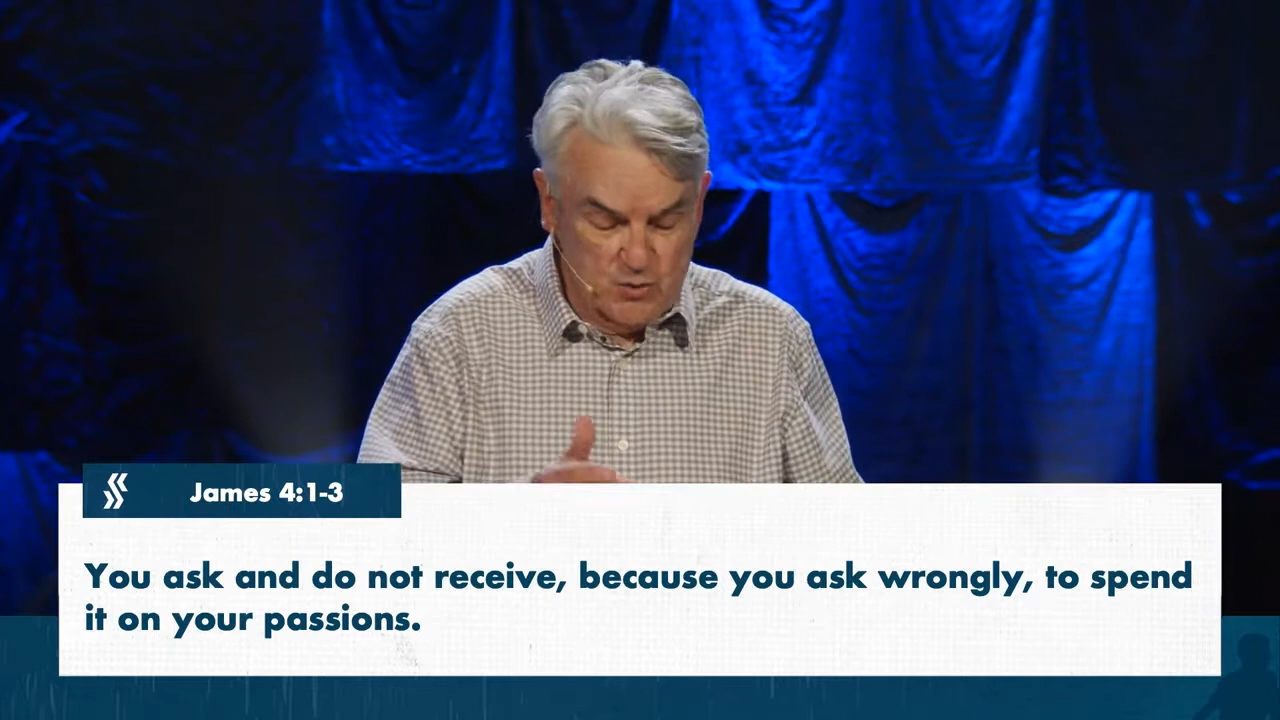 James 4:1-3
You ask and do not receive, because you ask wrongly, to spend
it on your passions.